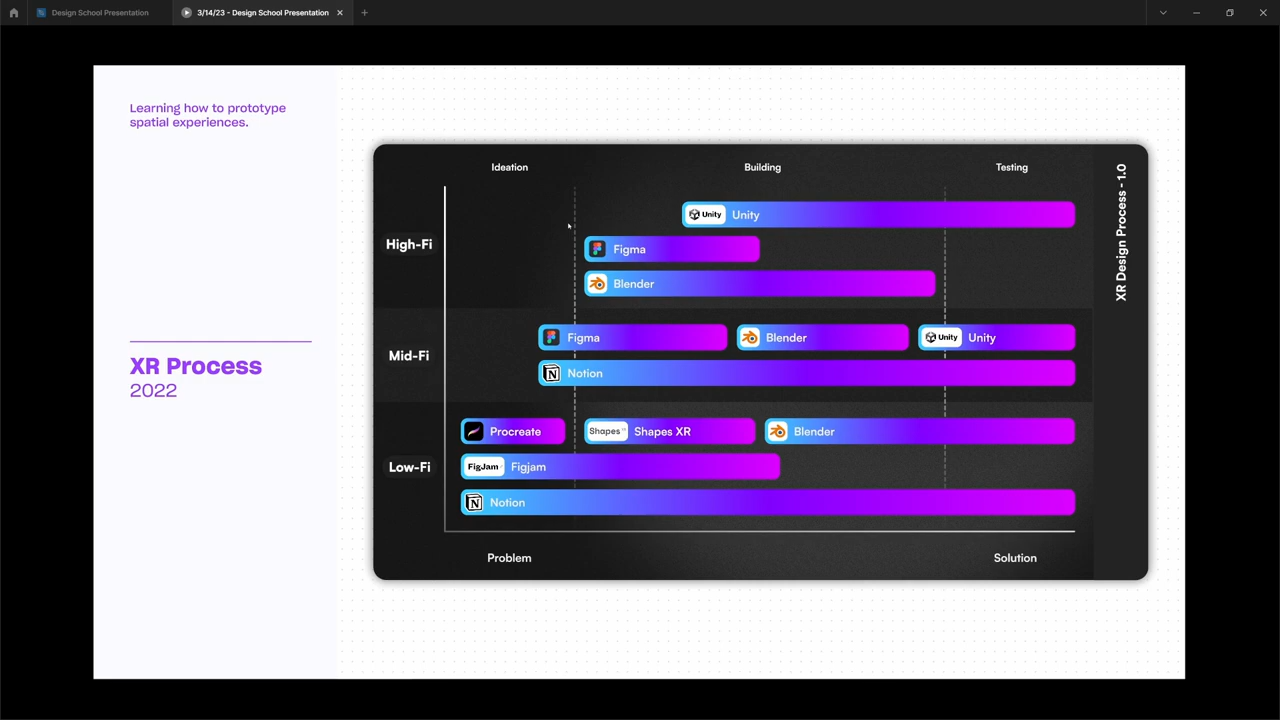 Design School Presentation
3/14/23 - Design School Presentation
Learning how to prototype
spatial experiences.
XR Process
2022
Ideation
Building
Testing
XR Design Process - 1.0
High-Fi
Unity Unity
Figma
Blender
Mid-Fi
Figma
Blender
Unity Unity
Notion
Low-Fi
Procreate
Shapes XR Shapes XR
Blender
FigJam Figjam
Notion
Problem
Solution